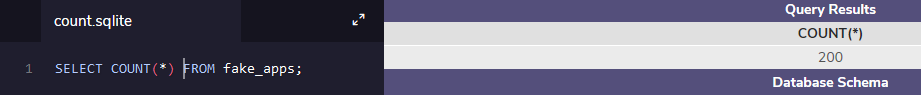 count.sqlite
1 SELECT COUNT(*) FROM fake_apps;
Query Results
COUNT(*)
200
Database Schema